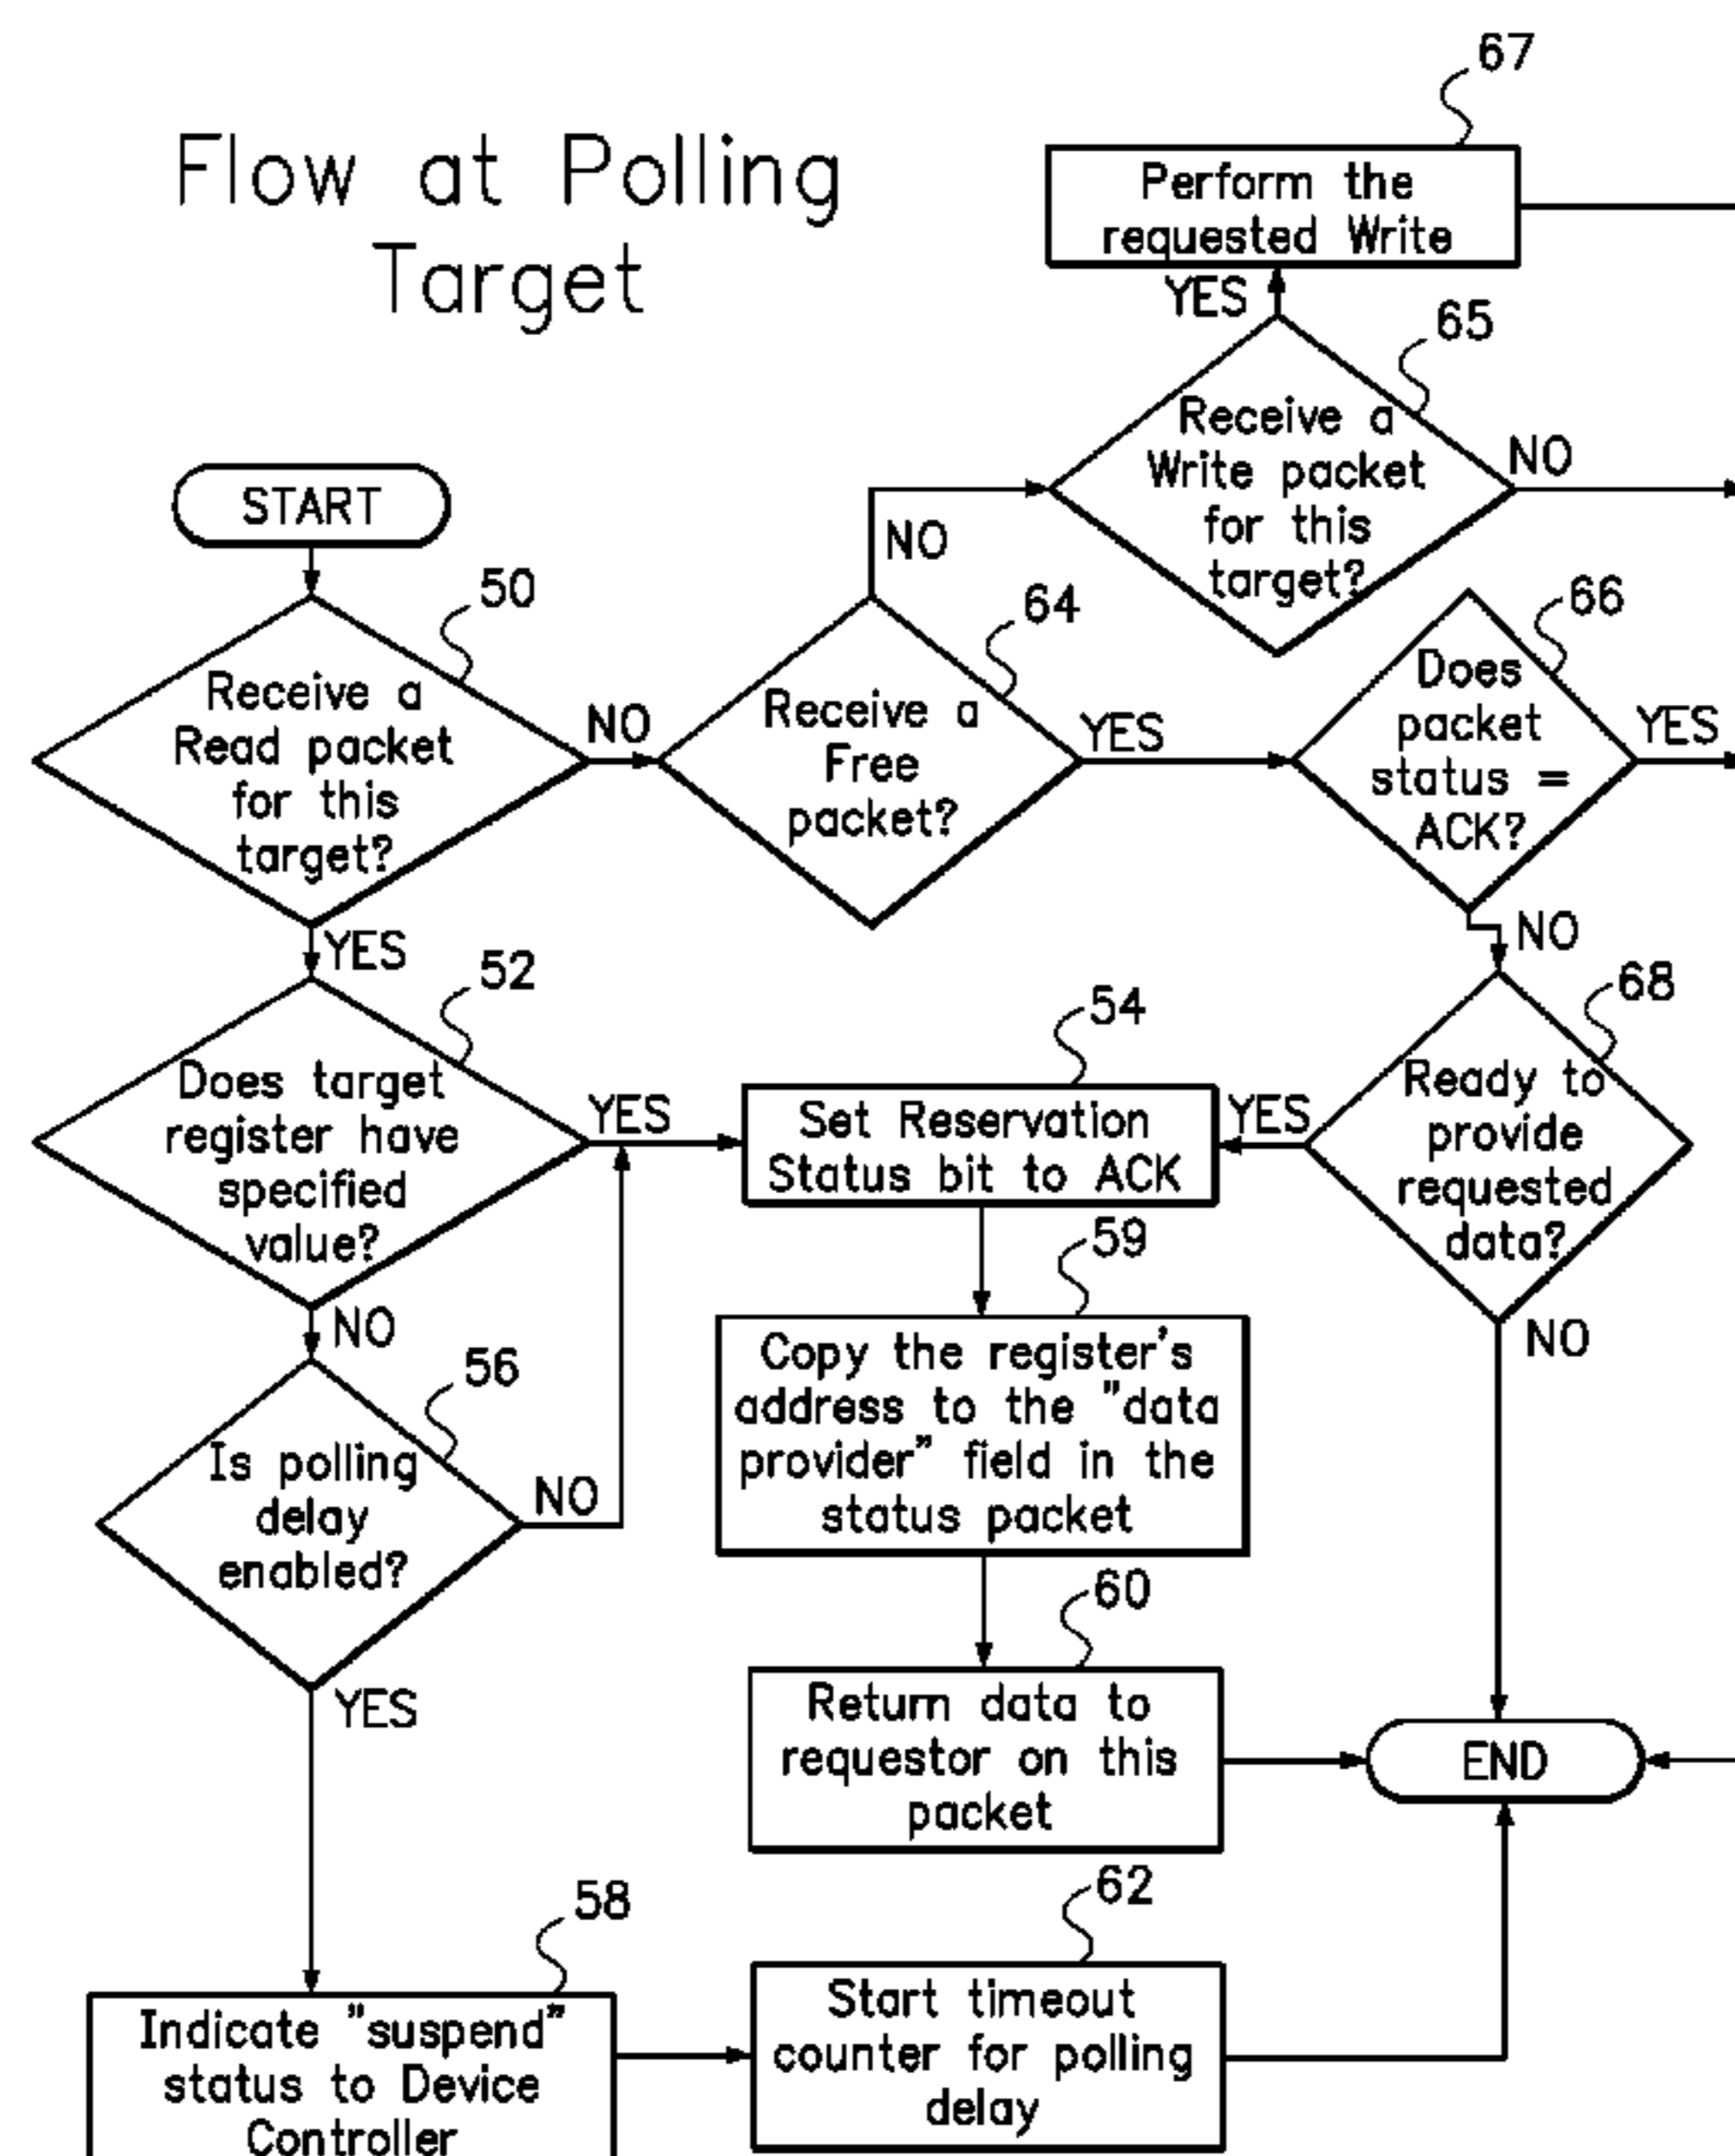 Flow at Polling
Target
67
Perform the
requested Write
YES
65
Receive a
Write packet
for this
target?
NO
START
NO
50
64
66
Receive a
Read packet
for this
target?
NO
Receive a
Free
packet?
YES
Does
packet
status =
ACK?
YES
YES
NO
52
54
68
Does target
register have
specified
value?
YES
Set Reservation
Status bit to ACK
YES
Ready to
provide
requested
data?
59
NO
NO
56
Copy the register's
address to the "data
provider" field in the
status packet
Is polling
delay
enabled?
NO
60
YES
Return data to
requestor on this
packet
END
58
62
Indicate "suspend"
status to Device
Controller
Start timeout
counter for polling
delay